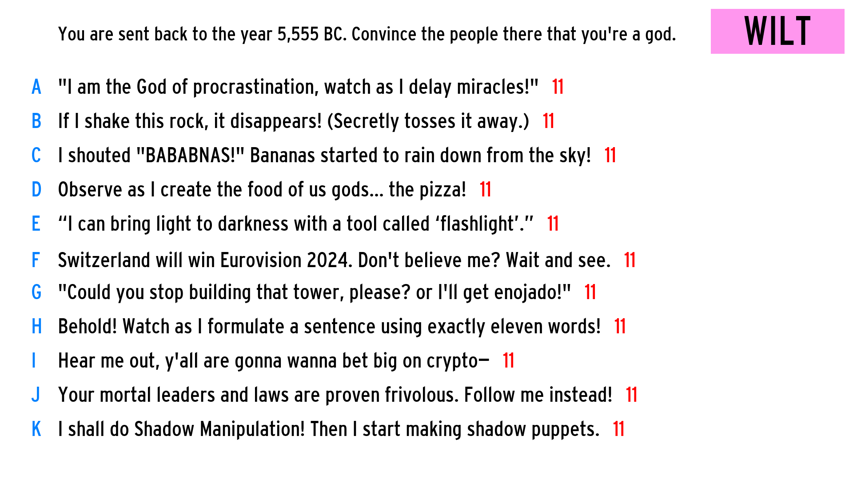 You are sent back to the year 5,555 BC. Convince the people there that you're a god.
WILT
A "I am the God of procrastination, watch as I delay miracles!" 11
B If I shake this rock, it disappears! (Secretly tosses it away.) 11
C I shouted "BABABNAS!" Bananas started to rain down from the sky! 11
D Observe as I create the food of us gods... the pizza! 11
E “I can bring light to darkness with a tool called ‘flashlight’.” 11
F Switzerland will win Eurovision 2024. Don't believe me? Wait and see. 11
G "Could you stop building that tower, please? or I'll get enojado!" 11
H Behold! Watch as I formulate a sentence using exactly eleven words! 11
I Hear me out, y'all are gonna wanna bet big on crypto— 11
J Your mortal leaders and laws are proven frivolous. Follow me instead! 11
K I shall do Shadow Manipulation! Then I start making shadow puppets. 11